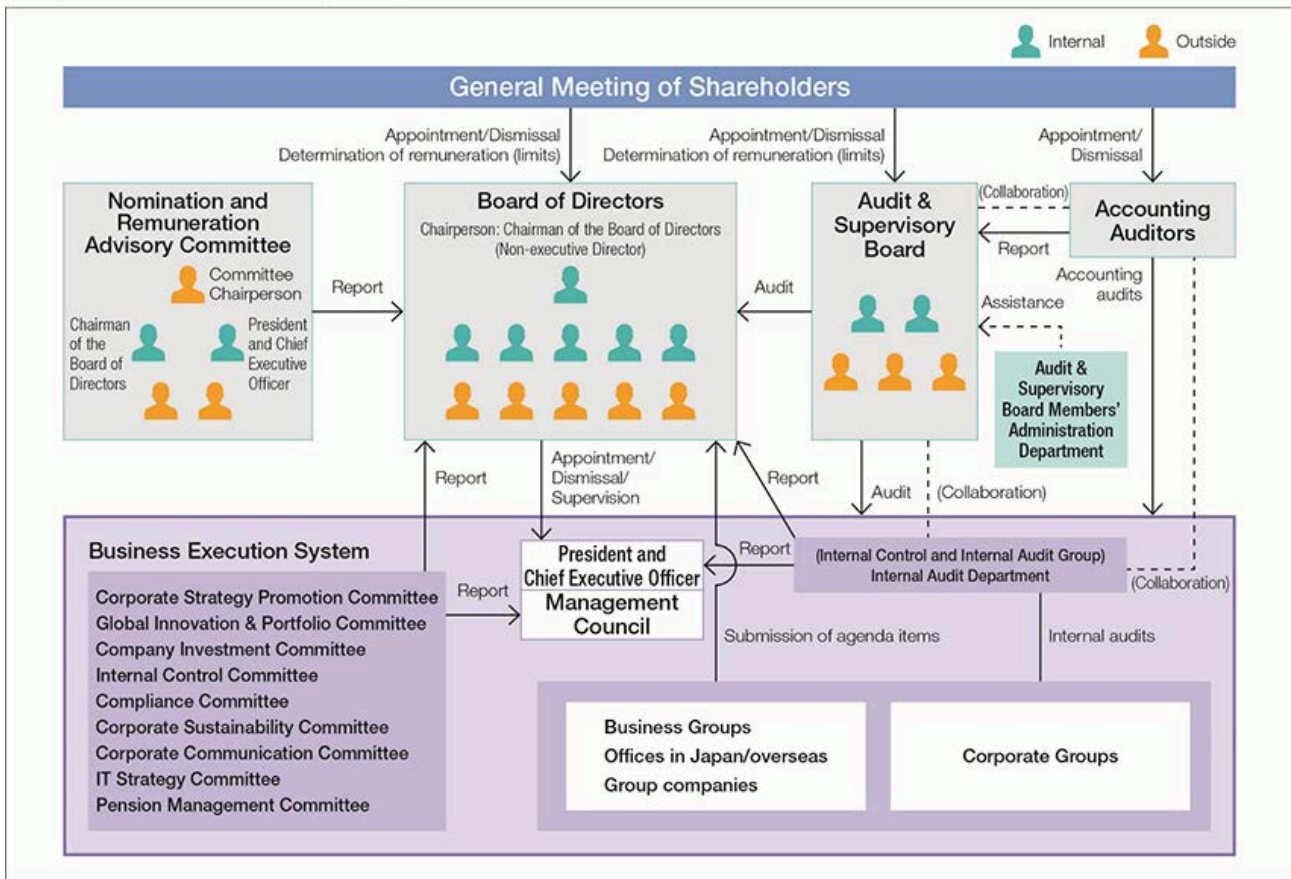 Internal
Outside
General Meeting of Shareholders
Appointment/Dismissal
Determination of remuneration (limits)
Appointment/Dismissal
Determination of remuneration (limits)
Appointment/
Dismissal
Nomination and
Remuneration
Advisory Committee
Committee
Chairperson
Chairman
of the
Board of
Directors
President
and Chief
Executive
Officer
Report
Board of Directors
Chairperson: Chairman of the Board of Directors
(Non-executive Director)
Audit
Audit &
Supervisory
Board
(Collaboration)
Report
Accounting
Auditors
Accounting
audits
Assistance
Audit &
Supervisory
Board Members'
Administration
Department
Report
Appointment/
Dismissal/
Supervision
Report
Audit
(Collaboration)
Business Execution System
Corporate Strategy Promotion Committee
Global Innovation & Portfolio Committee
Company Investment Committee
Internal Control Committee
Compliance Committee
Corporate Sustainability Committee
Corporate Communication Committee
IT Strategy Committee
Pension Management Committee
Report
President and
Chief Executive Officer
Management
Council
Report
(Internal Control and Internal Audit Group)
Internal Audit Department
(Collaboration)
Submission of agenda items
Internal audits
Business Groups
Offices in Japan/overseas
Group companies
Corporate Groups